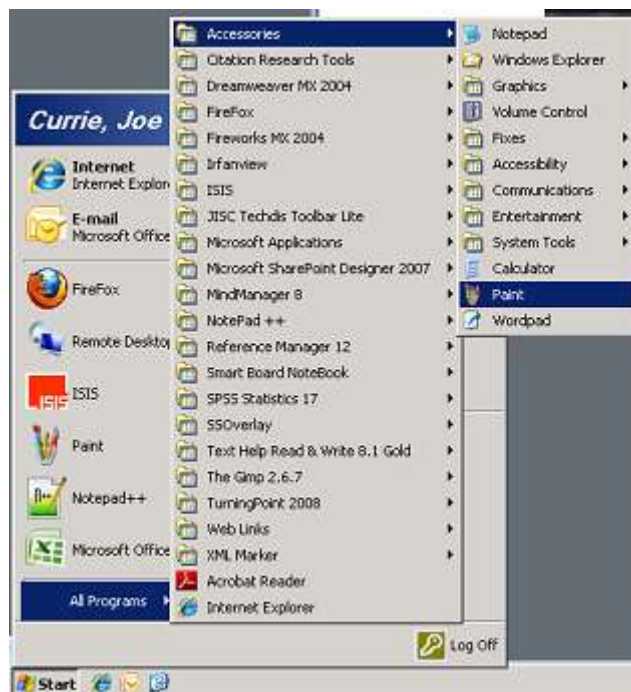 Currie, Joe
Internet
Internet Explor
E-mail
Microsoft Office
FireFox
Remote Desktop
ISIS
ISIS
Paint
Notepad++
Microsoft Office
All Programs
Accessories
Citation Research Tools
Dreamweaver MX 2004
FireFox
Fireworks MX 2004
Irfanview
ISIS
JISC Techdis Toolbar Lite
Microsoft Applications
Microsoft SharePoint Designer 2007
MindManager 8
NotePad ++
Reference Manager 12
Smart Board NoteBook
SPSS Statistics 17
SSOverlay
Text Help Read & Write 8.1 Gold
The Gimp 2.6.7
TurningPoint 2008
Web Links
XML Marker
Acrobat Reader
Internet Explorer
Notepad
Windows Explorer
Graphics
Volume Control
Fixes
Accessibility
Communications
Entertainment
System Tools
Calculator
Paint
Wordpad
Log Off
Start